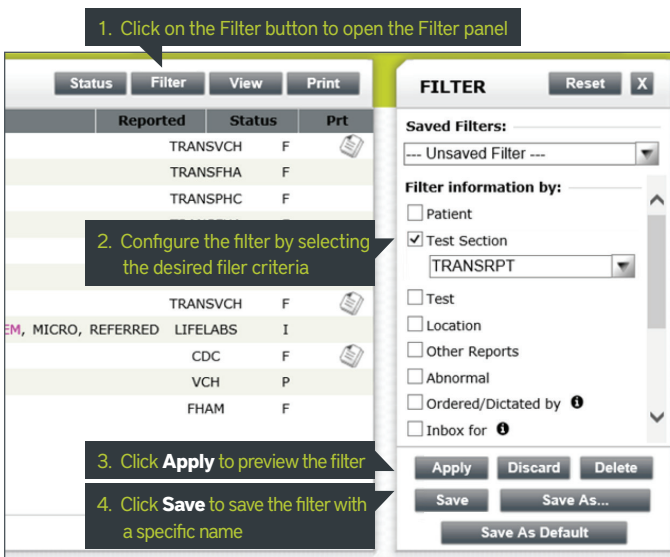 1. Click on the Filter button to open the Filter panel
Status Filter View Print
Reported Status Prt
TRANSVCH F
TRANSFHA F
TRANSPHC F
2. Configure the filter by selecting
the desired filer criteria
TRANSVCH F
EM, MICRO, REFERRED LIFELABS I
CDC F
VCH P
FHAM F
3. Click Apply to preview the filter
4. Click Save to save the filter with
a specific name
FILTER Reset X
Saved Filters:
--- Unsaved Filter ---
Filter information by:
Patient
Test Section
TRANSRPT
Test
Location
Other Reports
Abnormal
Ordered/Dictated by i
Inbox for i
Apply Discard Delete
Save Save As...
Save As Default